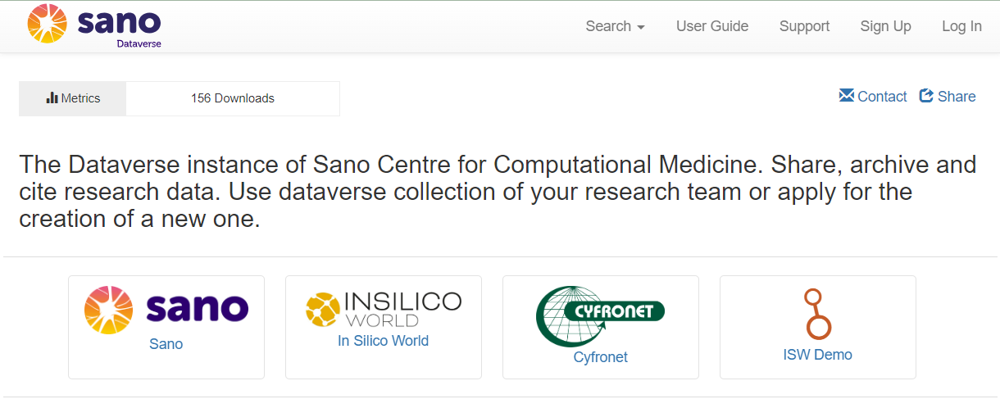 sano
Dataverse
Search User Guide Support Sign Up Log In
Metrics 156 Downloads
Contact Share
The Dataverse instance of Sano Centre for Computational Medicine. Share, archive and
cite research data. Use dataverse collection of your research team or apply for the
creation of a new one.
sano
Sano
INSILICO
WORLD
In Silico World
CYFRONET
Cyfronet
ISW Demo